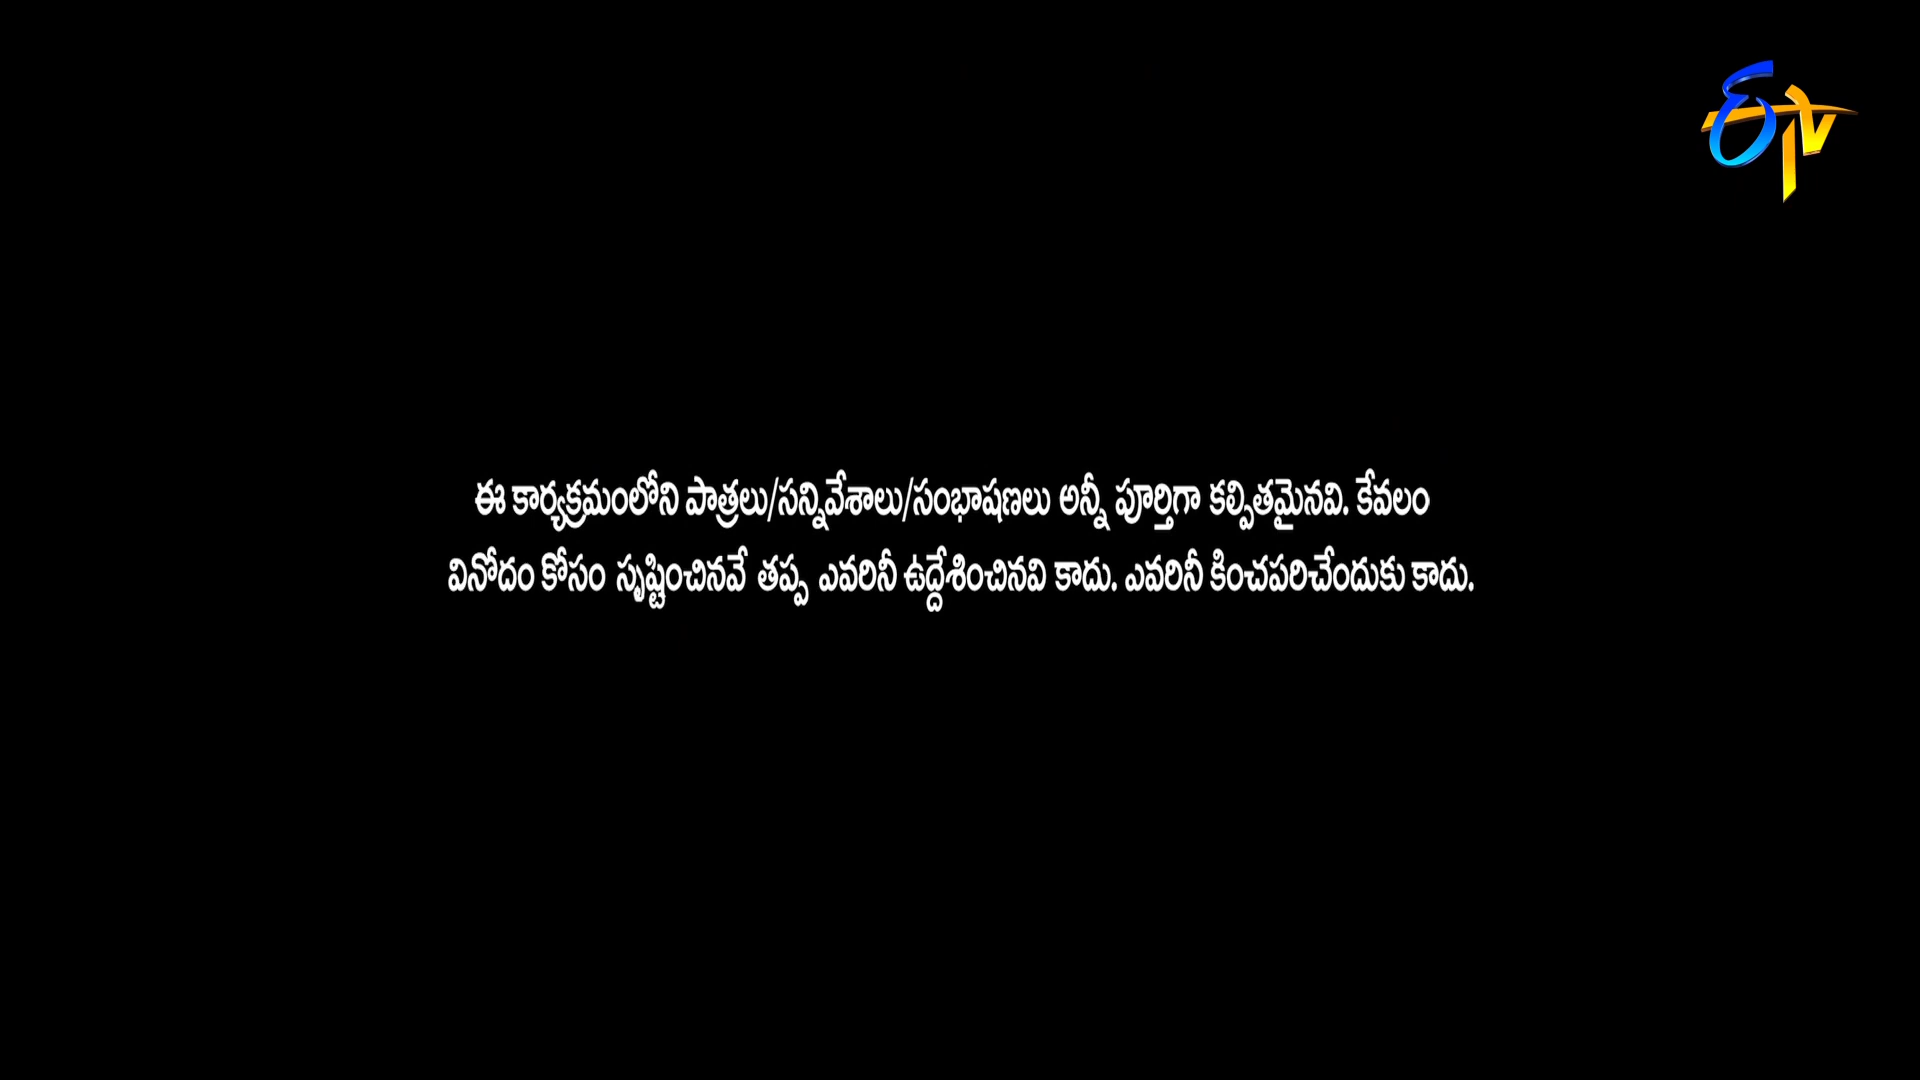 ETV
ఈ కార్యక్రమంలోని పాత్రలు/సన్నివేశాలు/సంభాషణలు అన్నీ పూర్తిగా కల్పితమైనవి. కేవలం
వినోదం కోసం సృష్టించినవే తప్ప ఎవరినీ ఉద్దేశించినవి కాదు. ఎవరినీ కించపరిచేందుకు కాదు.